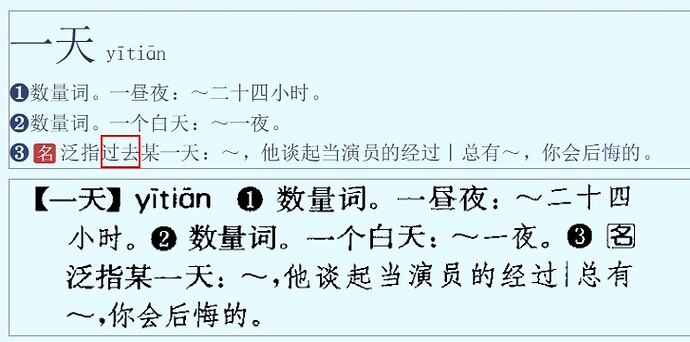 一天 yītiān
❶数量词。一昼夜：～二十四小时。
❷数量词。一个白天：～一夜。
❸ 名 泛指过去某一天：～，他谈起当演员的经过｜总有～，你会后悔的。
【一天】yītiān ❶ 数量词。一昼夜：～二十四
小时。❷ 数量词。一个白天：～一夜。❸ 名
泛指某一天：～，他谈起当演员的经过｜总有
～，你会后悔的。